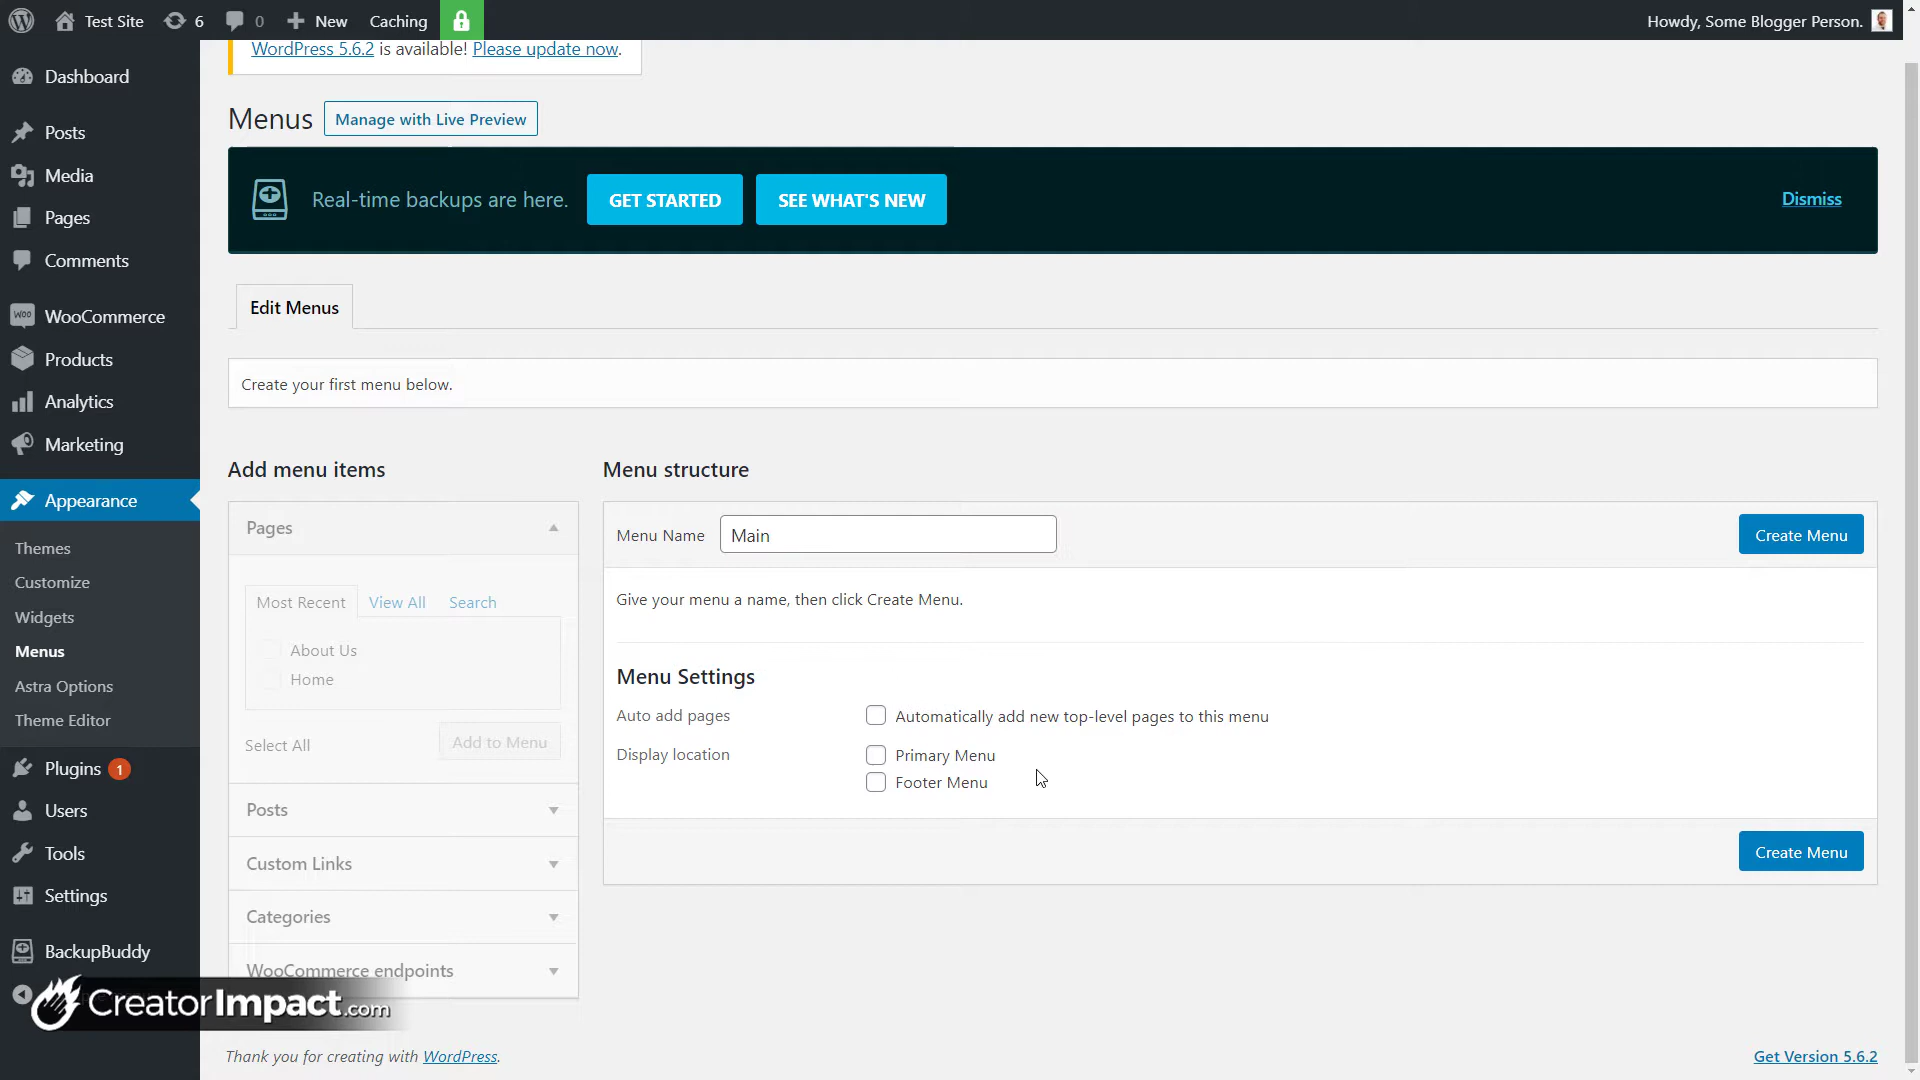 Test Site 6 0 New Caching Howdy, Some Blogger Person.
WordPress 5.6.2 is available! Please update now.
Dashboard
Posts
Media
Pages
Comments
WooCommerce
Products
Analytics
Marketing
Appearance
Themes
Customize
Widgets
Menus
Astra Options
Theme Editor
Plugins 1
Users
Tools
Settings
BackupBuddy
Menus Manage with Live Preview
Real-time backups are here. GET STARTED SEE WHAT'S NEW Dismiss
Edit Menus
Create your first menu below.
Add menu items
Pages
Most Recent View All Search
About Us
Home
Select All Add to Menu
Posts
Custom Links
Categories
WooCommerce endpoints
Menu structure
Menu Name Main Create Menu
Give your menu a name, then click Create Menu.
Menu Settings
Auto add pages Automatically add new top-level pages to this menu
Display location Primary Menu
Footer Menu
Create Menu
CreatorImpact.com
Thank you for creating with WordPress. Get Version 5.6.2